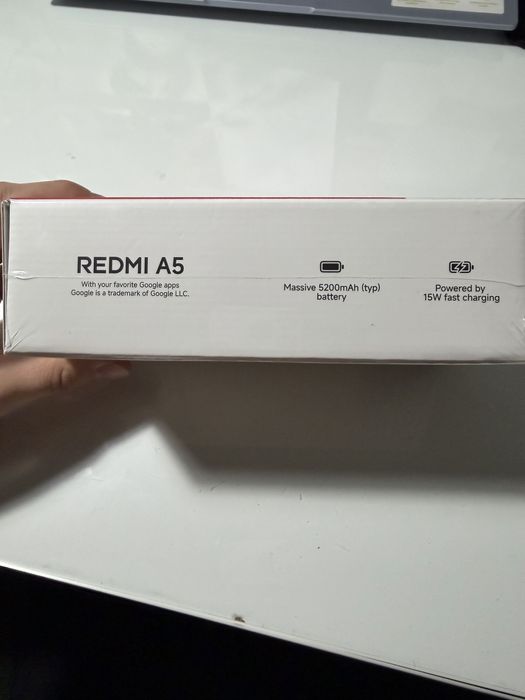 REDMI A5
With your favorite Google apps
Google is a trademark of Google LLC.
Massive 5200mAh (typ)
battery
Powered by
15W fast charging